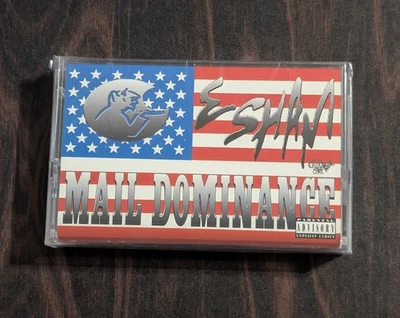 ESHAM
MAIL DOMINANCE
PARENTAL
ADVISORY
EXPLICIT LYRICS